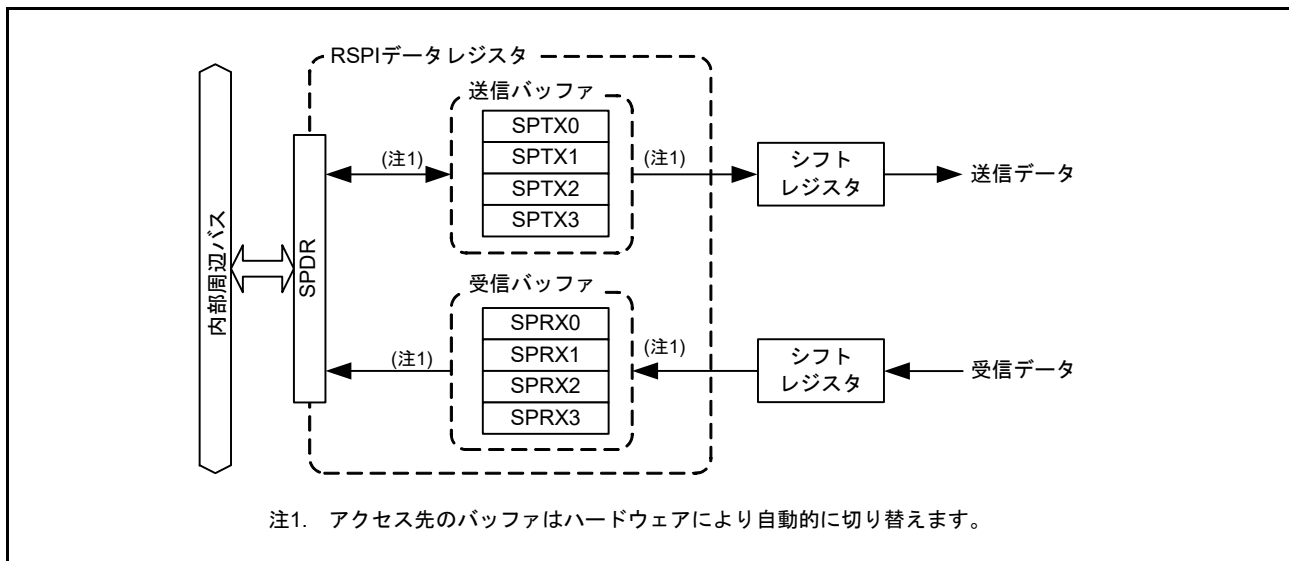 RSPIデータレジスタ
送信バッファ
SPTX0
SPTX1
SPTX2
SPTX3
(注1)
(注1)
シフト
レジスタ
送信データ
内部周辺バス
SPDR
受信バッファ
SPRX0
SPRX1
SPRX2
SPRX3
(注1)
(注1)
シフト
レジスタ
受信データ
注1. アクセス先のバッファはハードウェアにより自動的に切り替えます。